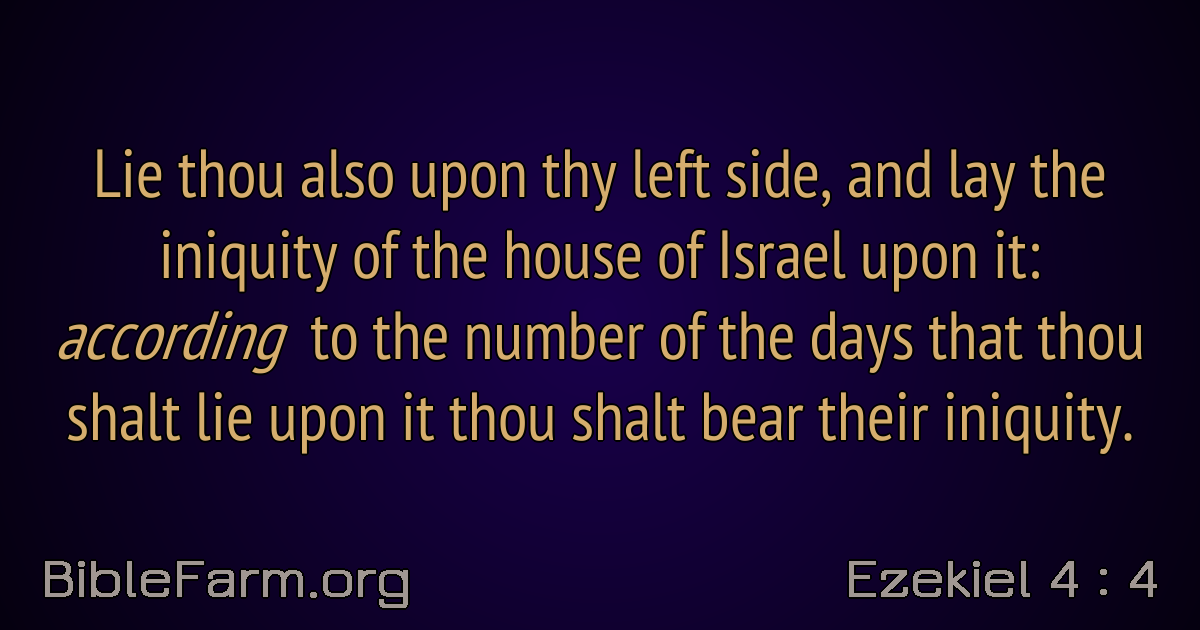 Lie thou also upon thy left side, and lay the
iniquity of the house of Israel upon it:
according to the number of the days that thou
shalt lie upon it thou shalt bear their iniquity.
BibleFarm.org
Ezekiel 4 : 4